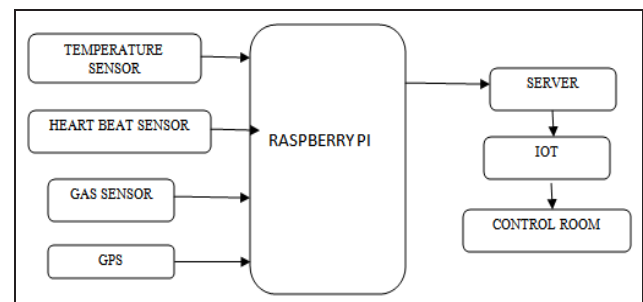 TEMPERATURE
SENSOR
HEART BEAT SENSOR
GAS SENSOR
GPS
RASPBERRY PI
SERVER
IOT
CONTROL ROOM